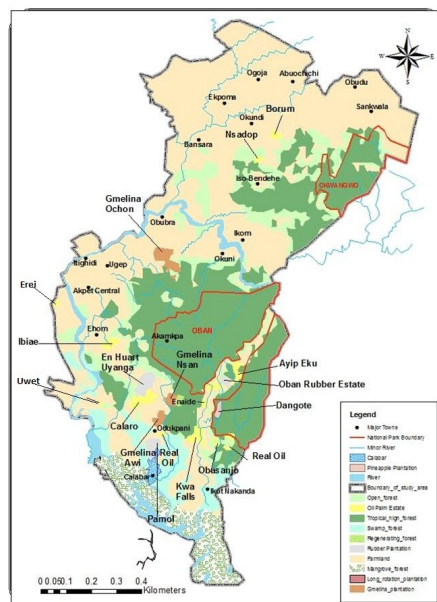 N
W
E
S
Ogoja
Abuochichi
Obudu
Ekpoma
Sankwala
Borum
Okundi
Nsadop
Bansara
OKWANGWO
Iso-Bendehe
Gmelina
Ochon
Obubra
Ikom
Okuni
Itighidi
Ugep
Erei
Akpet Central
OBAN
Ehom
Akamkpa
Ibiae
Gmelina
Nsan
En Huart
Uyanga
Ayip Eku
Uwet
Oban Rubber Estate
Enaide
Dangote
Calaro
Odukpani
Gmelina
Awi
Real
Oil
Real Oil
Obasanjo
Calabar
Kwa
Falls
Ikot Nakanda
Pamol
0 0.05 0.1 0.2 0.3 0.4
Kilometers
Legend
Major Towns
National Park Boundary
Minor River
Calabar
Pineapple Plantation
River
Boundary_of_study_area
Open_forest
Oil Palm Estate
Tropical_high_forest
Swamp_forest
Regenerating_forest
Rubber Plantation
Farmland
Mangrove_forest
Long_rotation_plantation
Gmelina_plantation